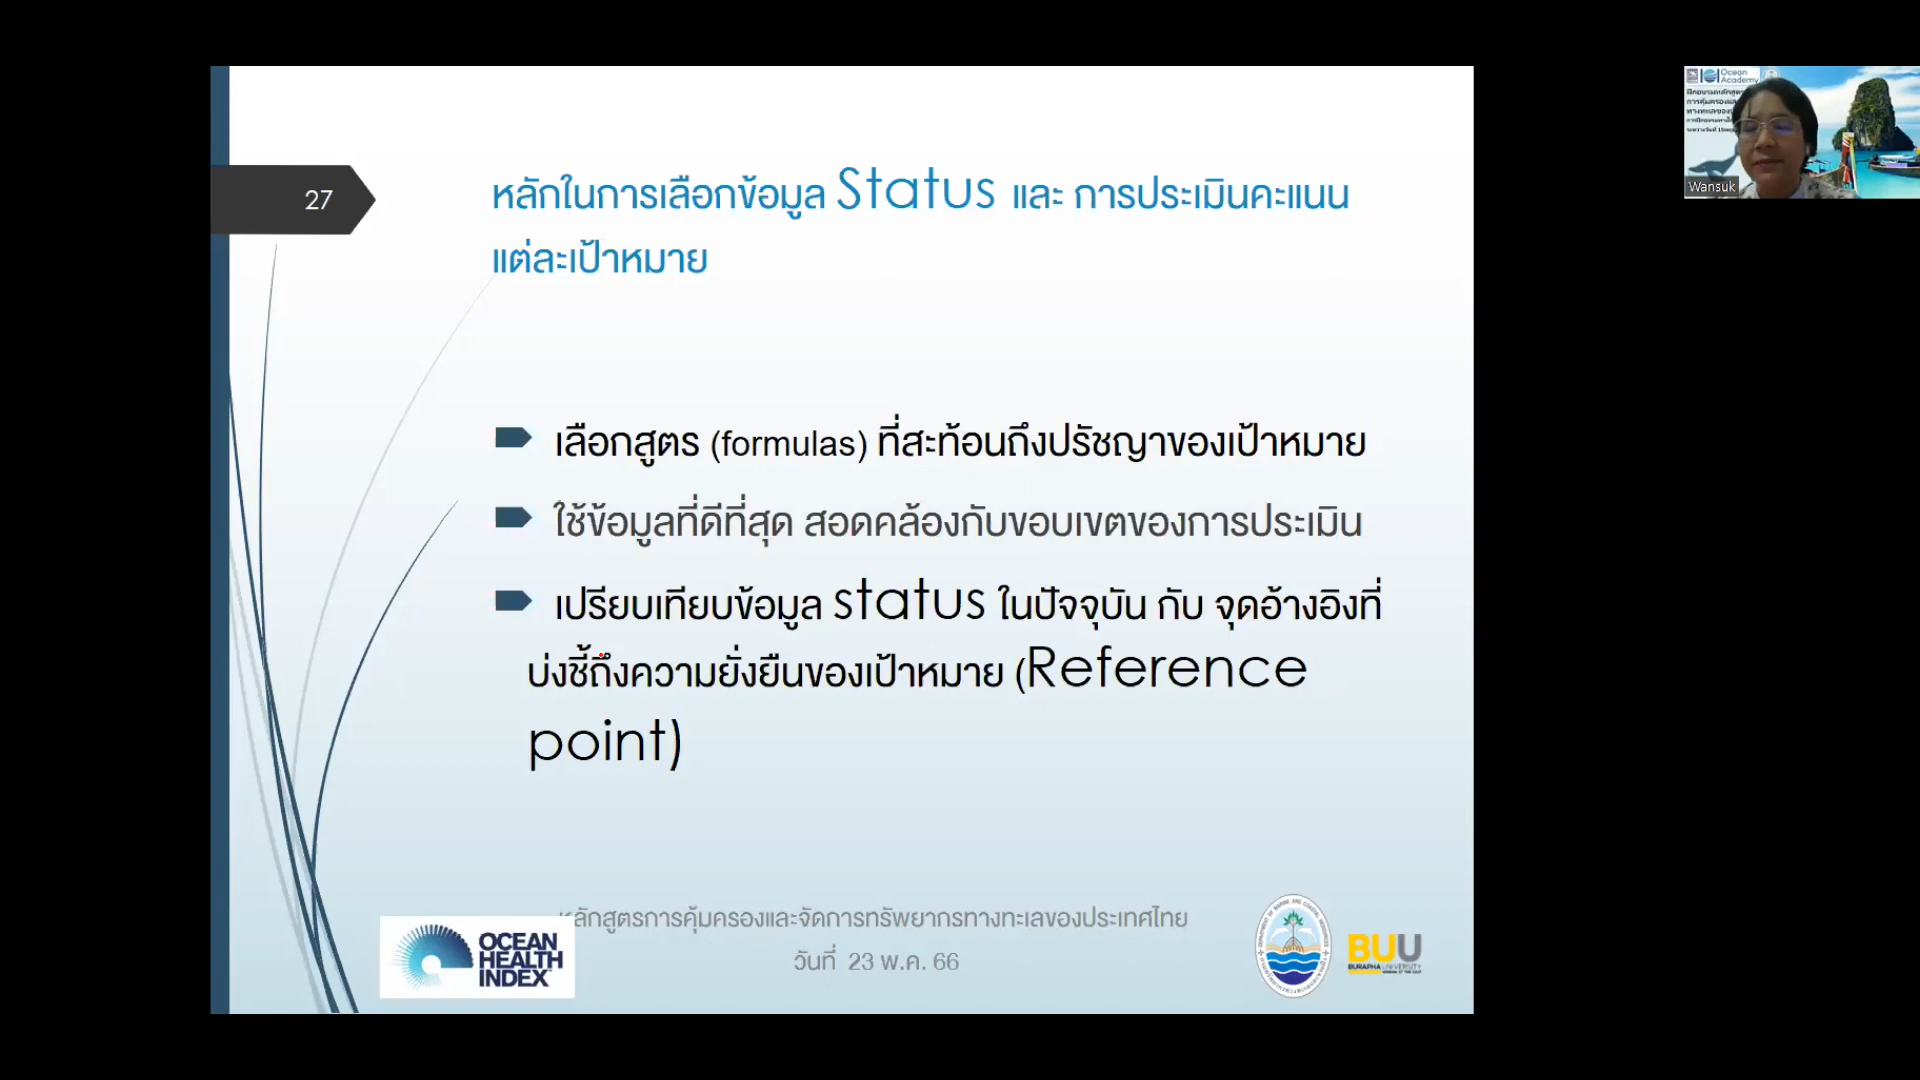 27
หลักในการเลือกข้อมูล Status และ การประเมินคะแนน
แต่ละเป้าหมาย
เลือกสูตร (formulas) ที่สะท้อนถึงปรัชญาของเป้าหมาย
ใช้ข้อมูลที่ดีที่สุด สอดคล้องกับขอบเขตของการประเมิน
เปรียบเทียบข้อมูล status ในปัจจุบัน กับ จุดอ้างอิงที่
บ่งชี้ถึงความยั่งยืนของเป้าหมาย (Reference
point)
หลักสูตรการคุ้มครองและจัดการทรัพยากรทางทะเลของประเทศไทย
วันที่ 23 พ.ค. 66
OCEAN
HEALTH
INDEX
BUU
BURAPHA UNIVERSITY
Ocean
Academy
Wansuk